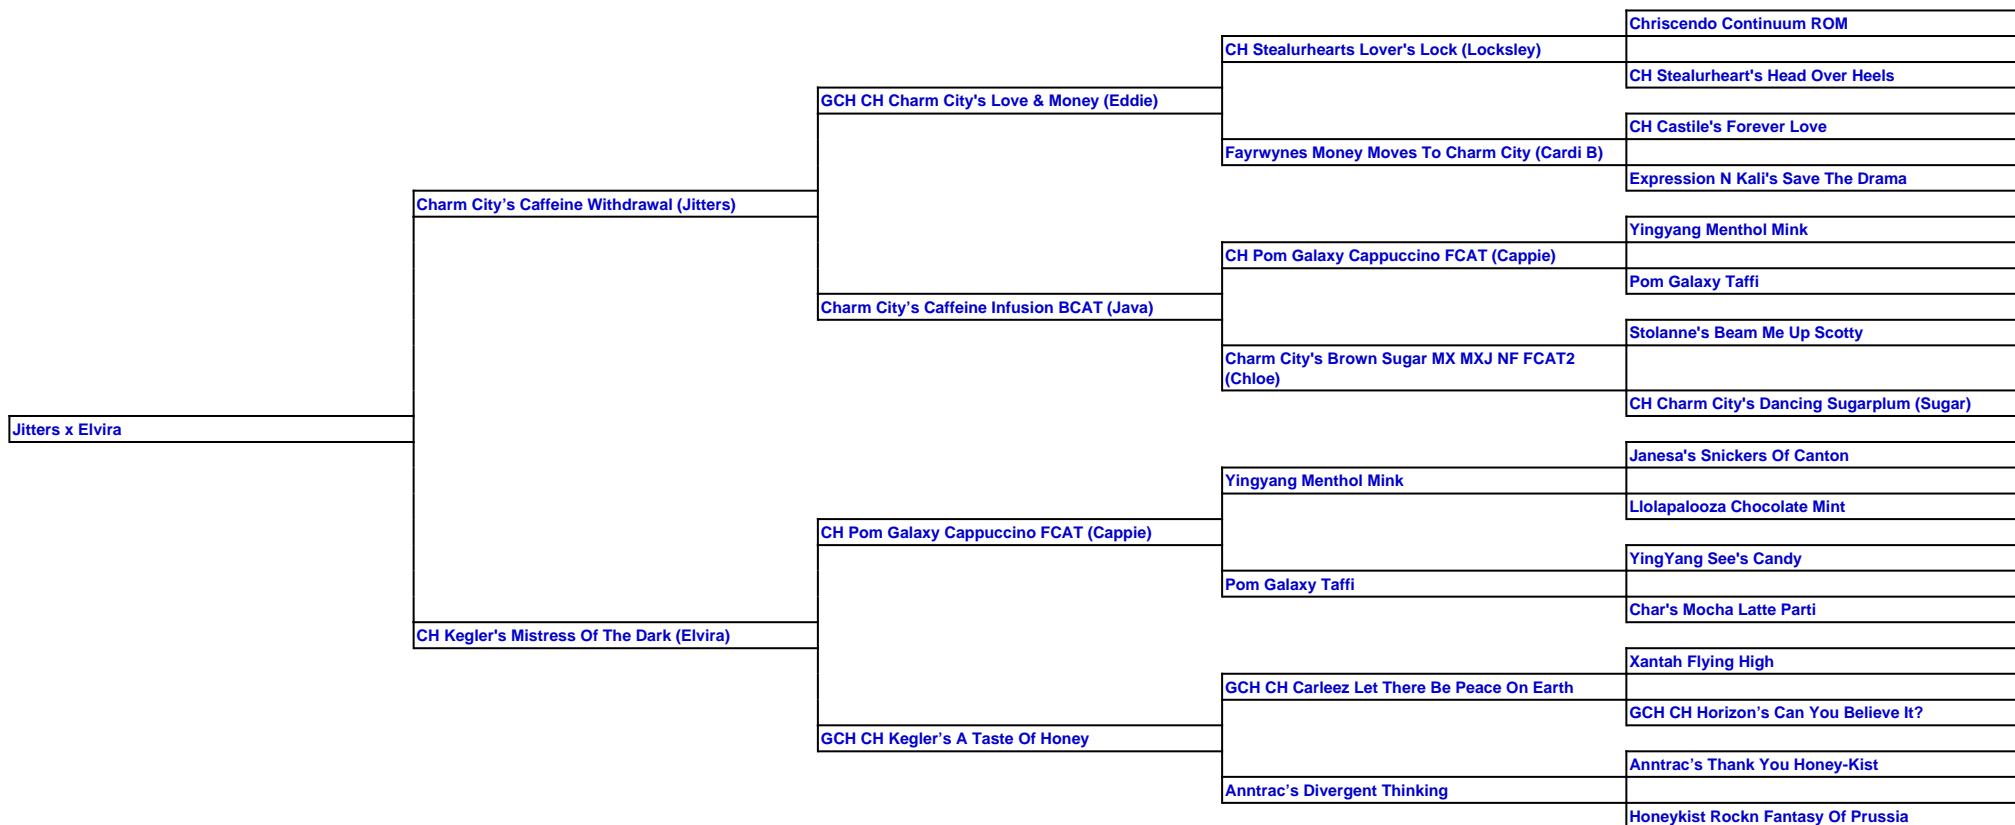 Chriscendo Continuum ROM
CH Stealurhearts Lover's Lock (Locksley)
CH Stealurheart's Head Over Heels
GCH CH Charm City's Love & Money (Eddie)
CH Castile's Forever Love
Fayrwynes Money Moves To Charm City (Cardi B)
Expression N Kali's Save The Drama
Charm City’s Caffeine Withdrawal (Jitters)
Yingyang Menthol Mink
CH Pom Galaxy Cappuccino FCAT (Cappie)
Pom Galaxy Taffi
Charm City’s Caffeine Infusion BCAT (Java)
Stolanne's Beam Me Up Scotty
Charm City's Brown Sugar MX MXJ NF FCAT2
(Chloe)
CH Charm City's Dancing Sugarplum (Sugar)
Jitters x Elvira
Janesa's Snickers Of Canton
Yingyang Menthol Mink
Llolapalooza Chocolate Mint
CH Pom Galaxy Cappuccino FCAT (Cappie)
YingYang See's Candy
Pom Galaxy Taffi
Char's Mocha Latte Parti
CH Kegler's Mistress Of The Dark (Elvira)
Xantah Flying High
GCH CH Carleez Let There Be Peace On Earth
GCH CH Horizon’s Can You Believe It?
GCH CH Kegler’s A Taste Of Honey
Anntrac’s Thank You Honey-Kist
Anntrac’s Divergent Thinking
Honeykist Rockn Fantasy Of Prussia